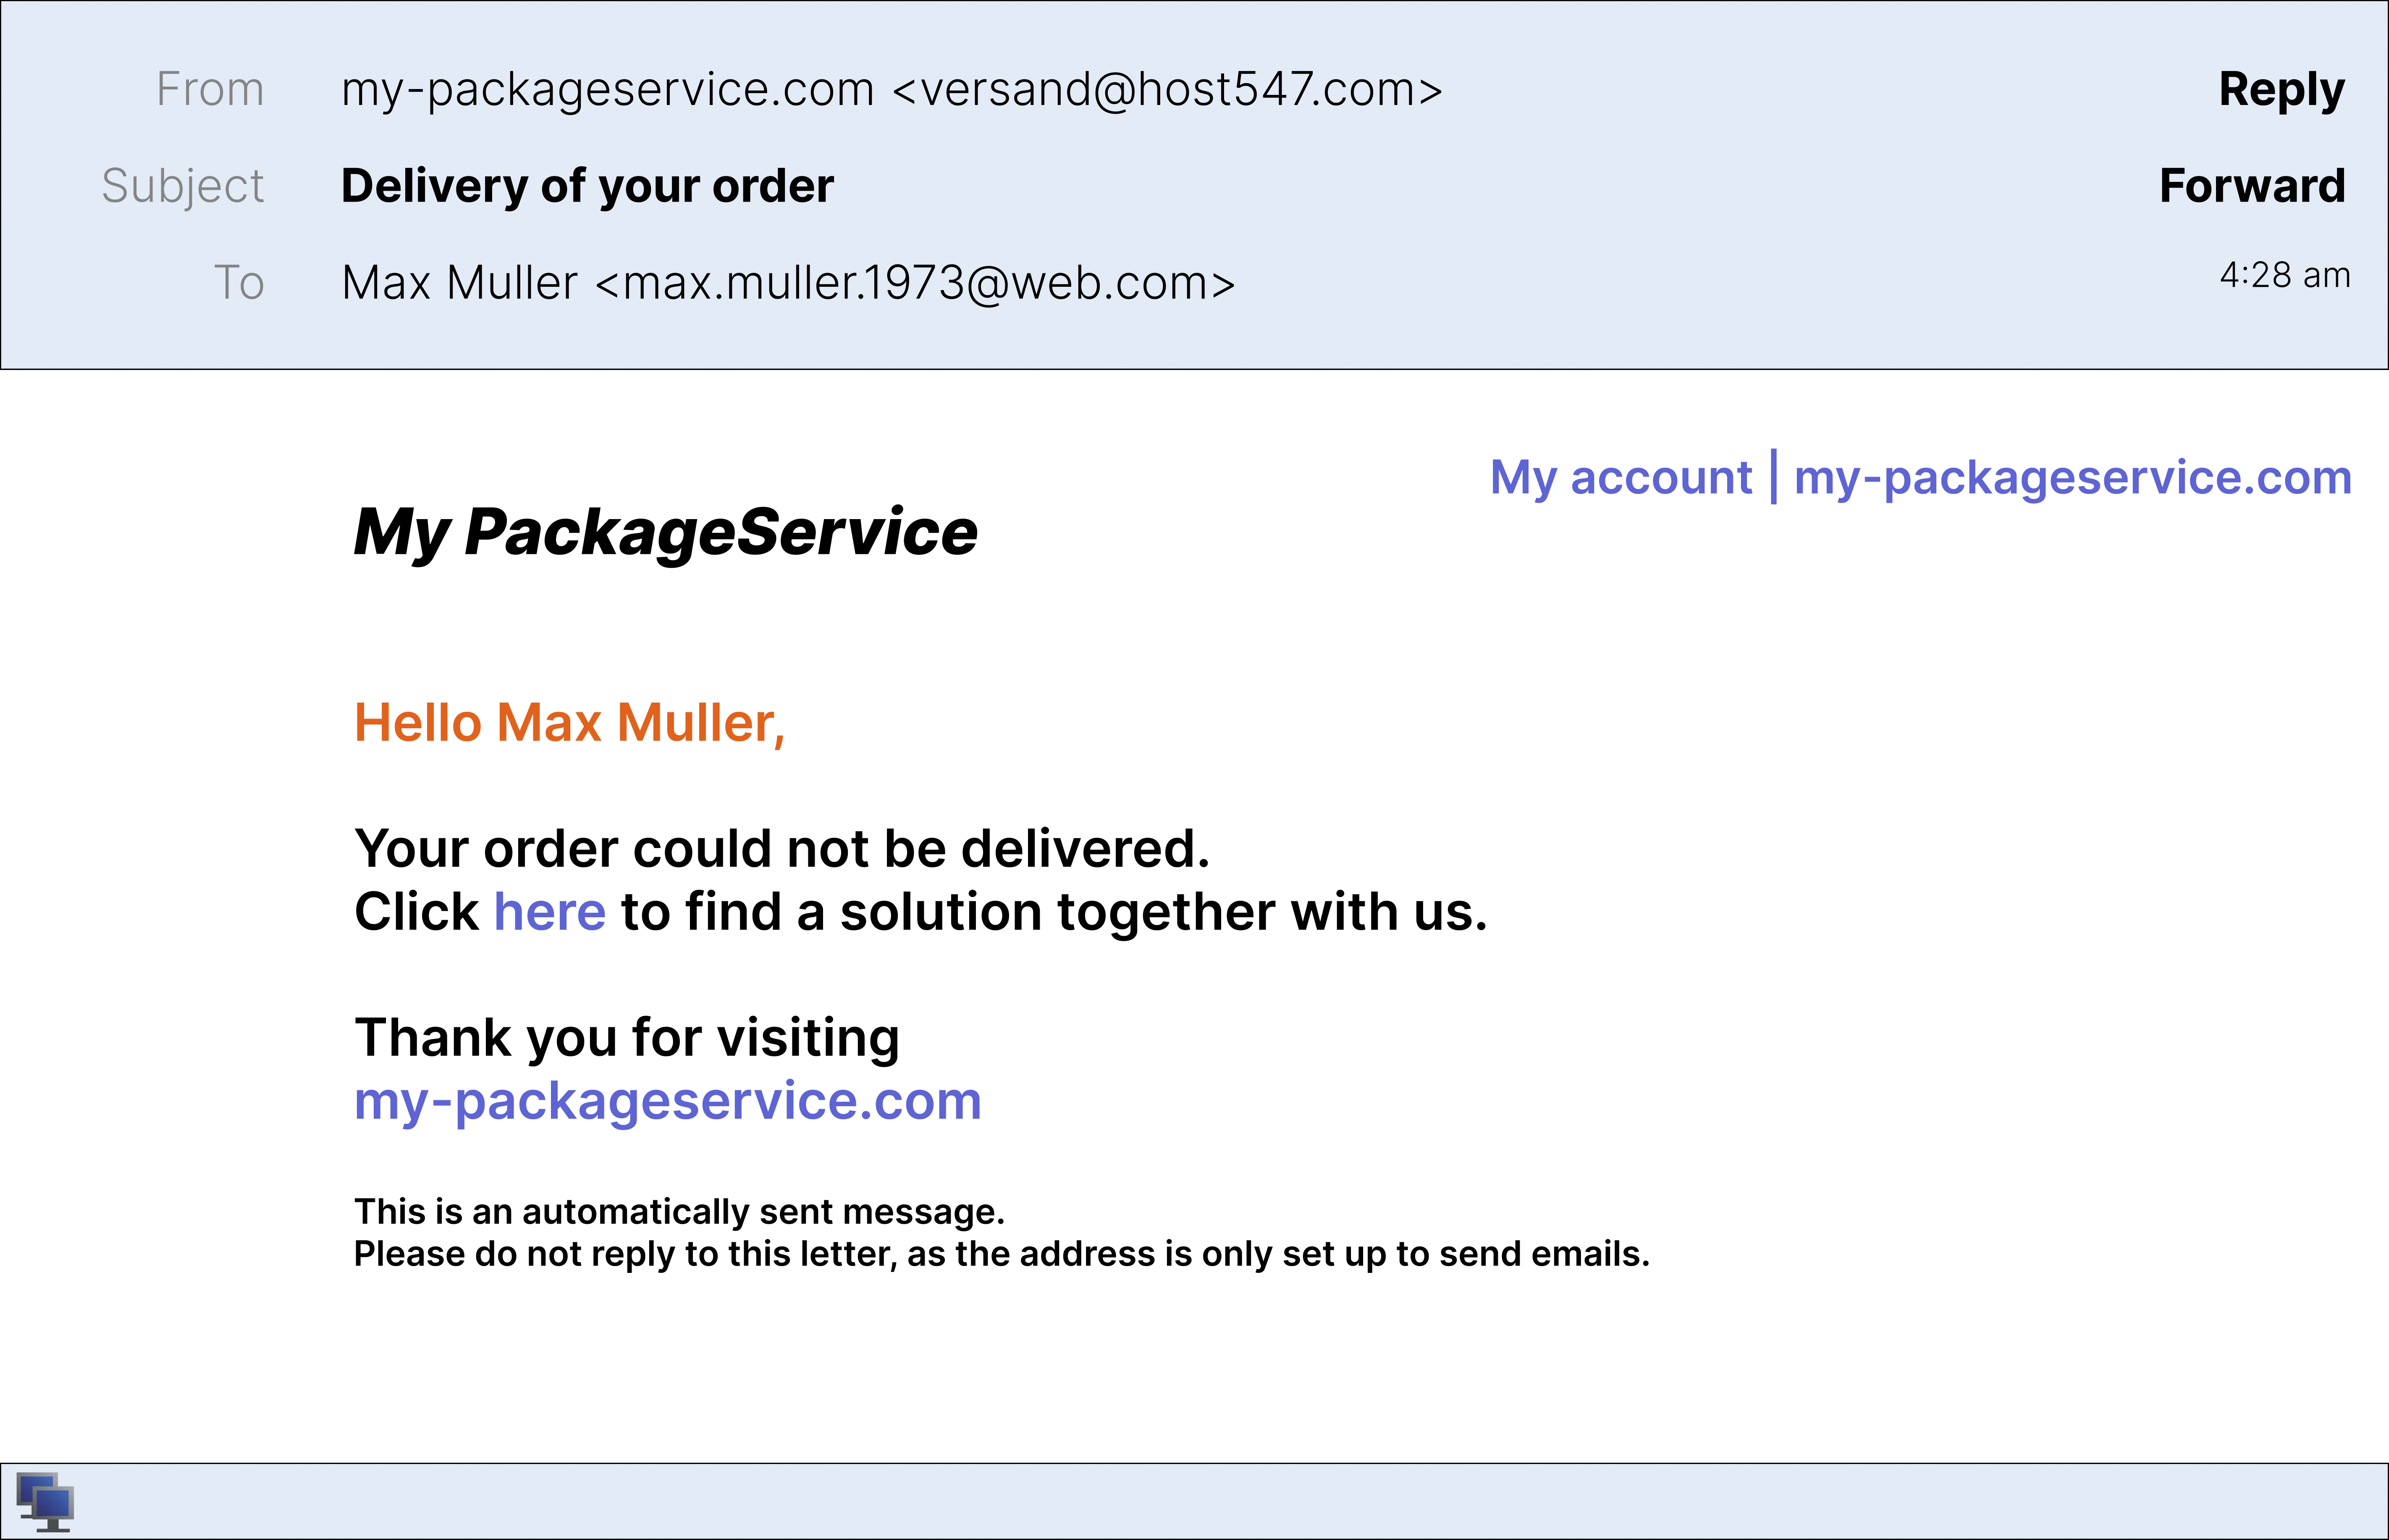 From my-packageservice.com <versand@host547.com> Reply
Subject Delivery of your order Forward
To Max Muller <max.muller.1973@web.com> 4:28 am
My account | my-packageservice.com
My PackageService
Hello Max Muller,
Your order could not be delivered.
Click here to find a solution together with us.
Thank you for visiting
my-packageservice.com
This is an automatically sent message.
Please do not reply to this letter, as the address is only set up to send emails.